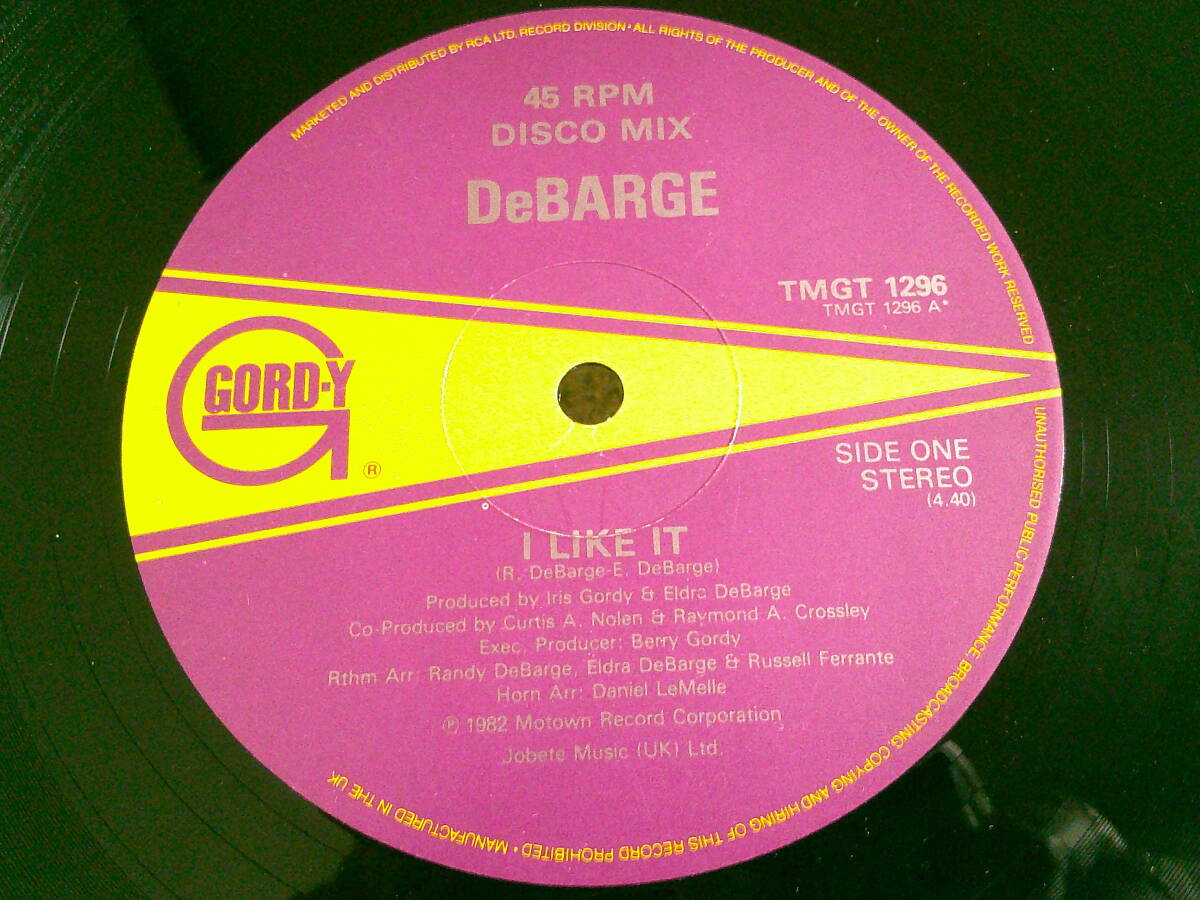 MARKETED AND DISTRIBUTED BY RCA LTD. RECORD DIVISION • ALL RIGHTS OF THE PRODUCER AND OF THE OWNER OF THE RECORDED WORK RESERVED
45 RPM
DISCO MIX
DeBARGE
TMGT 1296
TMGT 1296 A*
GORD-Y
®
SIDE ONE
STEREO
(4.40)
I LIKE IT
(R. DeBarge-E. DeBarge)
Produced by Iris Gordy & Eldra DeBarge
Co-Produced by Curtis A. Nolen & Raymond A. Crossley
Exec. Producer: Berry Gordy
Rthm Arr: Randy DeBarge, Eldra DeBarge & Russell Ferrante
Horn Arr: Daniel LeMelle
℗ 1982 Motown Record Corporation
Jobete Music (UK) Ltd.
UNAUTHORISED PUBLIC PERFORMANCE, BROADCASTING, COPYING AND HIRING OF THIS RECORD PROHIBITED • MANUFACTURED IN THE UK